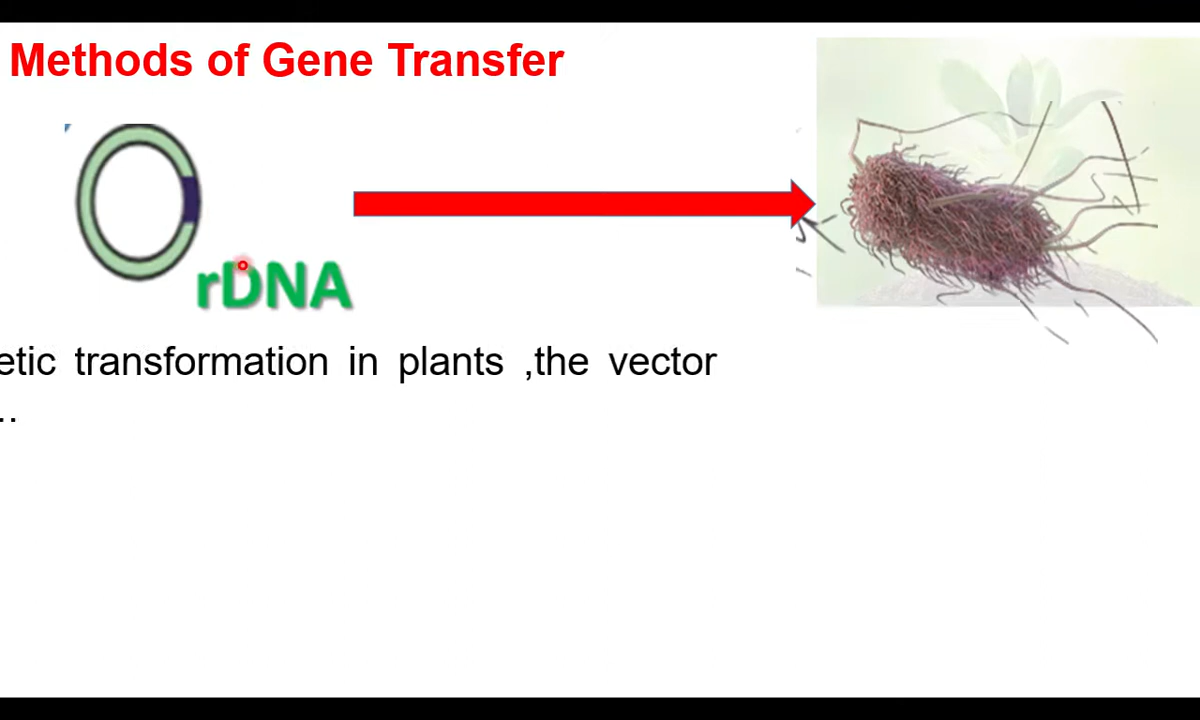 Methods of Gene Transfer
rDNA
etic transformation in plants ,the vector
..